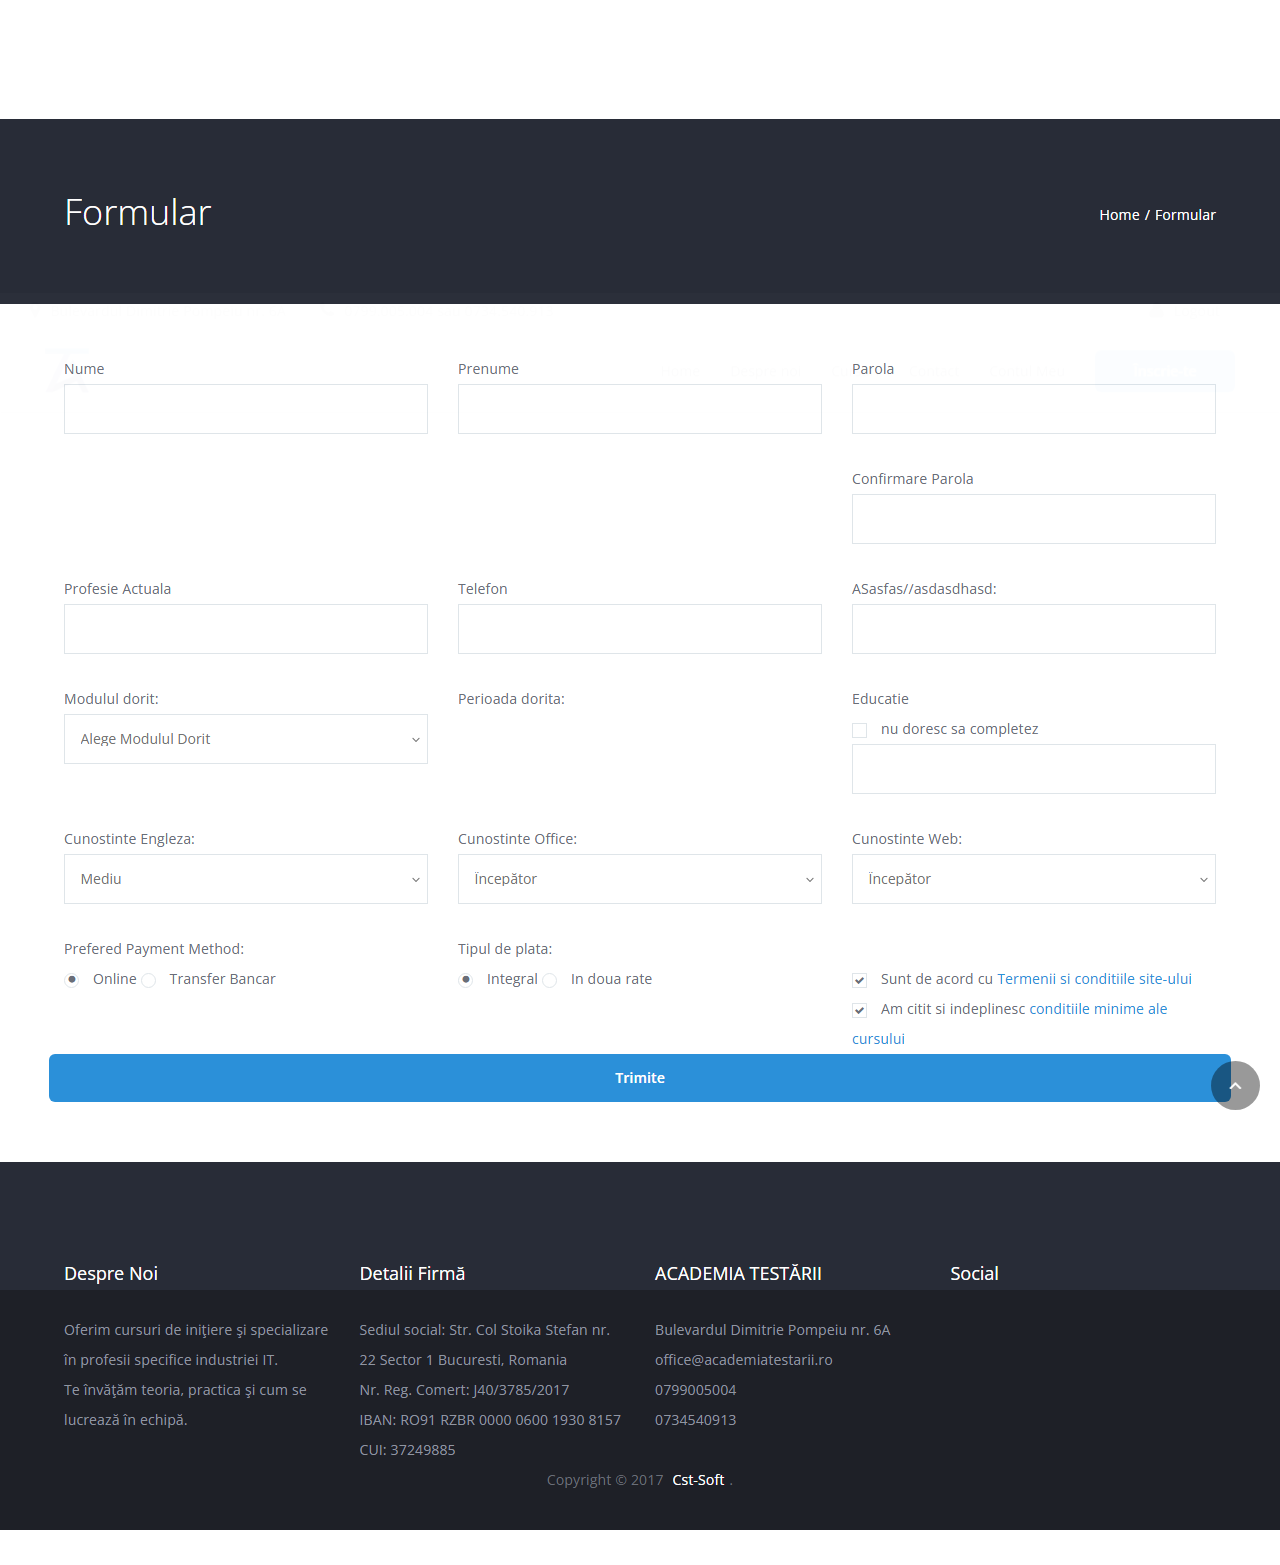 Formular
Home / Formular
Nume
Prenume
Parola
Confirmare Parola
Profesie Actuala
Telefon
ASasfas//asdasdhasd:
Modulul dorit:
Perioada dorita:
Educatie
Alege Modulul Dorit
nu doresc sa completez
Cunostinte Engleza:
Cunostinte Office:
Cunostinte Web:
Mediu
Începător
Începător
Prefered Payment Method:
Tipul de plata:
Online Transfer Bancar
Integral In doua rate
Sunt de acord cu Termenii si conditiile site-ului
Am citit si indeplinesc conditiile minime ale
cursului
Trimite
Despre Noi
Oferim cursuri de inițiere și specializare
în profesii specifice industriei IT.
Te învățăm teoria, practica și cum se
lucrează în echipă.
Detalii Firmă
Sediul social: Str. Col Stoika Stefan nr.
22 Sector 1 Bucuresti, Romania
Nr. Reg. Comert: J40/3785/2017
IBAN: RO91 RZBR 0000 0600 1930 8157
CUI: 37249885
ACADEMIA TESTĂRII
Bulevardul Dimitrie Pompeiu nr. 6A
office@academiatestarii.ro
0799005004
0734540913
Social
Copyright © 2017 Cst-Soft .